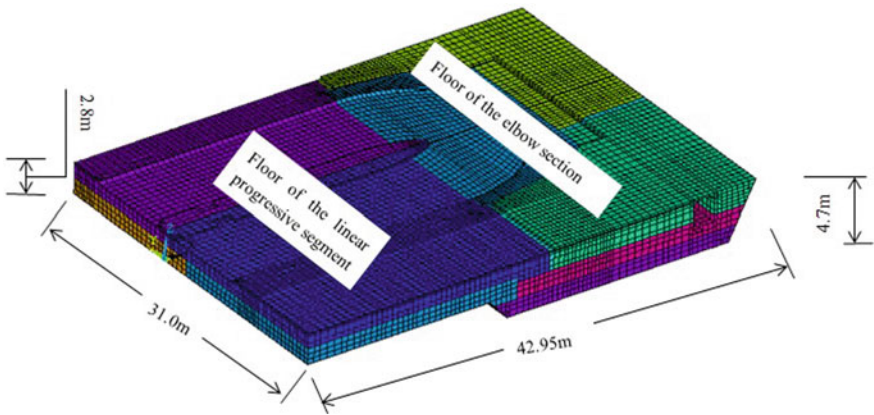 Floor of the elbow section
2.8m
Floor of the linear
progressive segment
4.7m
31.0m
42.95m